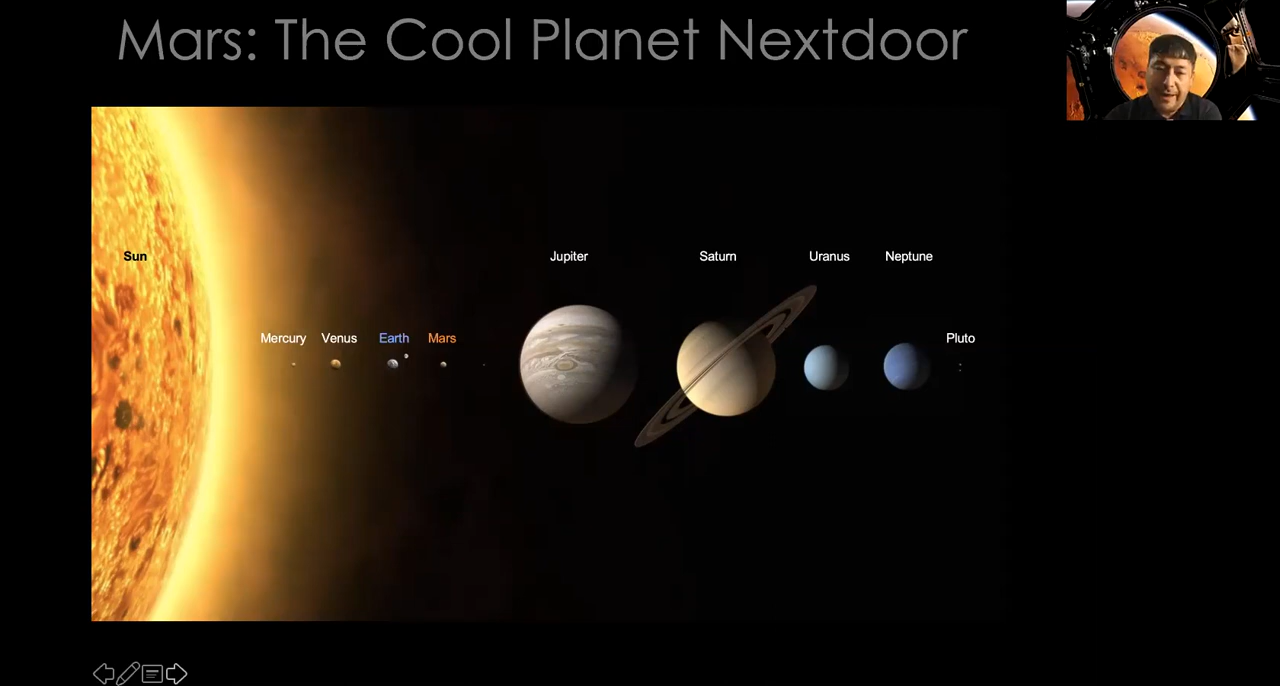 Mars: The Cool Planet Nextdoor
Sun
Jupiter
Saturn
Uranus
Neptune
Mercury
Venus
Earth
Mars
Pluto